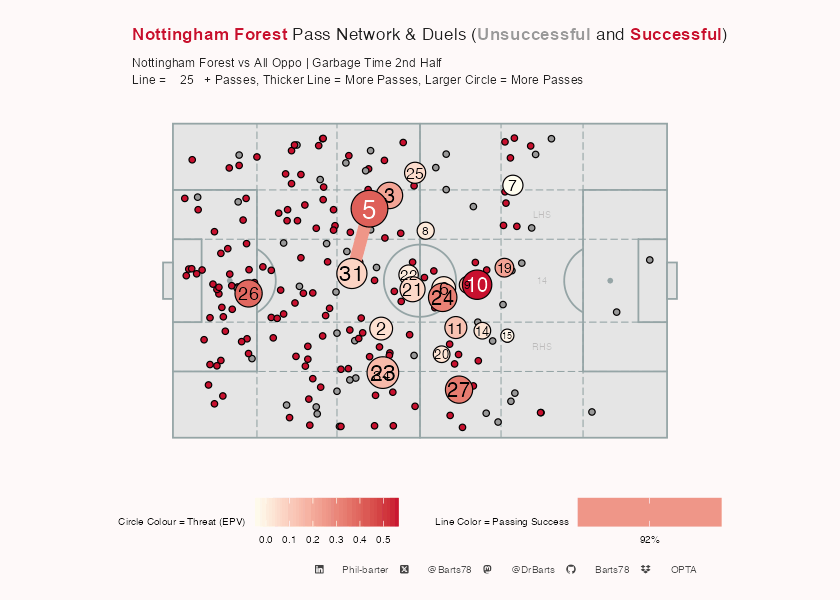 Nottingham Forest Pass Network & Duels (Unsuccessful and Successful)
Nottingham Forest vs All Oppo | Garbage Time 2nd Half
Line = 25 + Passes, Thicker Line = More Passes, Larger Circle = More Passes
25
7
3
5
LHS
8
31
22
19
14
10
21
6
24
26
2
11
14
15
RHS
20
23
27
Circle Colour = Threat (EPV)
0.0 0.1 0.2 0.3 0.4 0.5
Line Color = Passing Success
92%
Phil-barter @Barts78 @DrBarts Barts78 OPTA